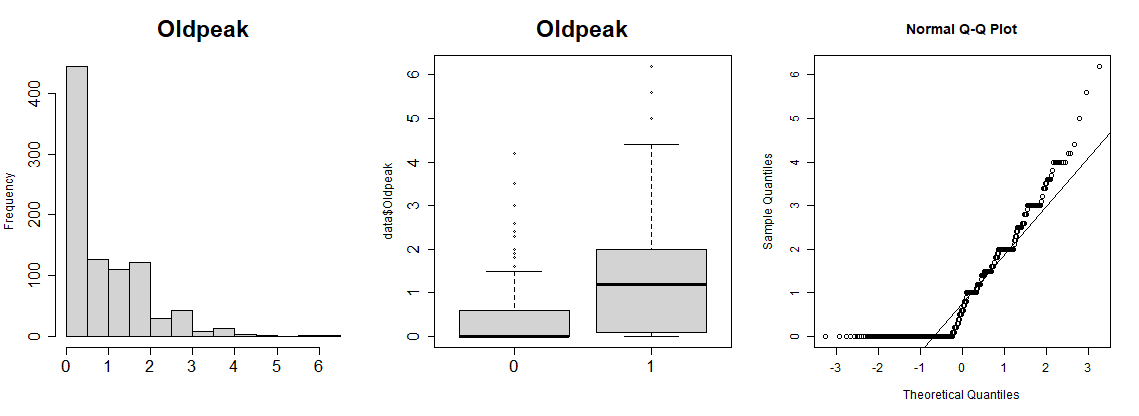 Oldpeak
Frequency
0 100 200 300 400
0 1 2 3 4 5 6
Oldpeak
data$Oldpeak
0 1 2 3 4 5 6
0 1
Normal Q-Q Plot
Sample Quantiles
0 1 2 3 4 5 6
-3 -2 -1 0 1 2 3
Theoretical Quantiles